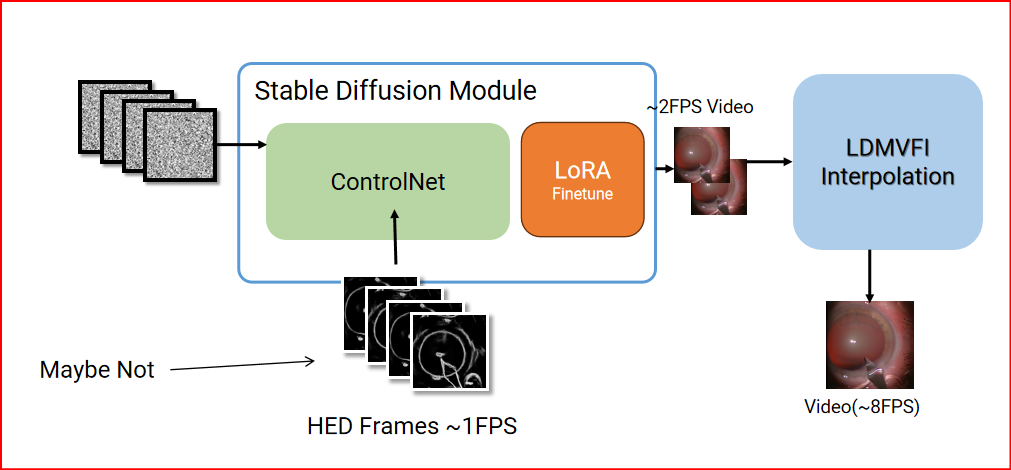 Stable Diffusion Module
~2FPS Video
ControlNet
LoRA
Finetune
LDMVFI
Interpolation
Maybe Not
HED Frames ~1FPS
Video(~8FPS)